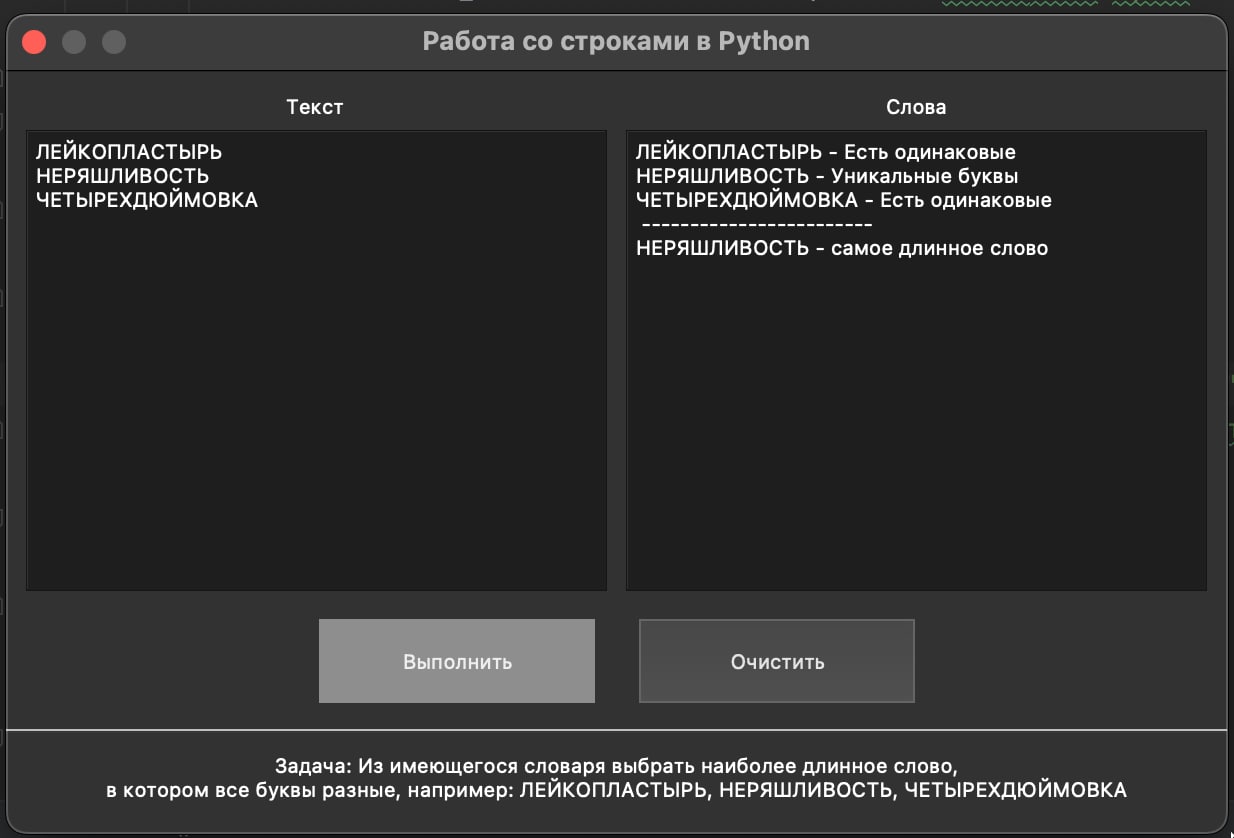 Работа со строками в Python
Текст
Слова
ЛЕЙКОПЛАСТЫРЬ
НЕРЯШЛИВОСТЬ
ЧЕТЫРЕХДЮЙМОВКА
ЛЕЙКОПЛАСТЫРЬ - Есть одинаковые
НЕРЯШЛИВОСТЬ - Уникальные буквы
ЧЕТЫРЕХДЮЙМОВКА - Есть одинаковые
------------------------
НЕРЯШЛИВОСТЬ - самое длинное слово
Выполнить
Очистить
Задача: Из имеющегося словаря выбрать наиболее длинное слово,
в котором все буквы разные, например: ЛЕЙКОПЛАСТЫРЬ, НЕРЯШЛИВОСТЬ, ЧЕТЫРЕХДЮЙМОВКА